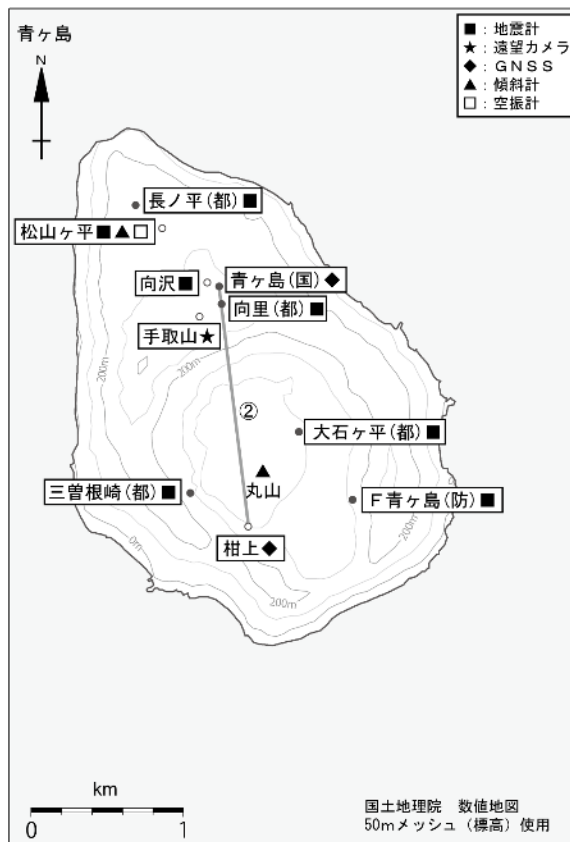 青ヶ島
N
■：地震計
★：遠望カメラ
◆：ＧＮＳＳ
▲：傾斜計
□：空振計
長ノ平(都)■
松山ヶ平■▲□
向沢■
青ヶ島(国)◆
向里(都)■
手取山★
200m
200m
②
大石ヶ平(都)■
丸山
三曽根崎(都)■
Ｆ青ヶ島(防)■
柑上◆
0m
200m
200m
km
0 1
国土地理院　数値地図
50mメッシュ（標高）使用